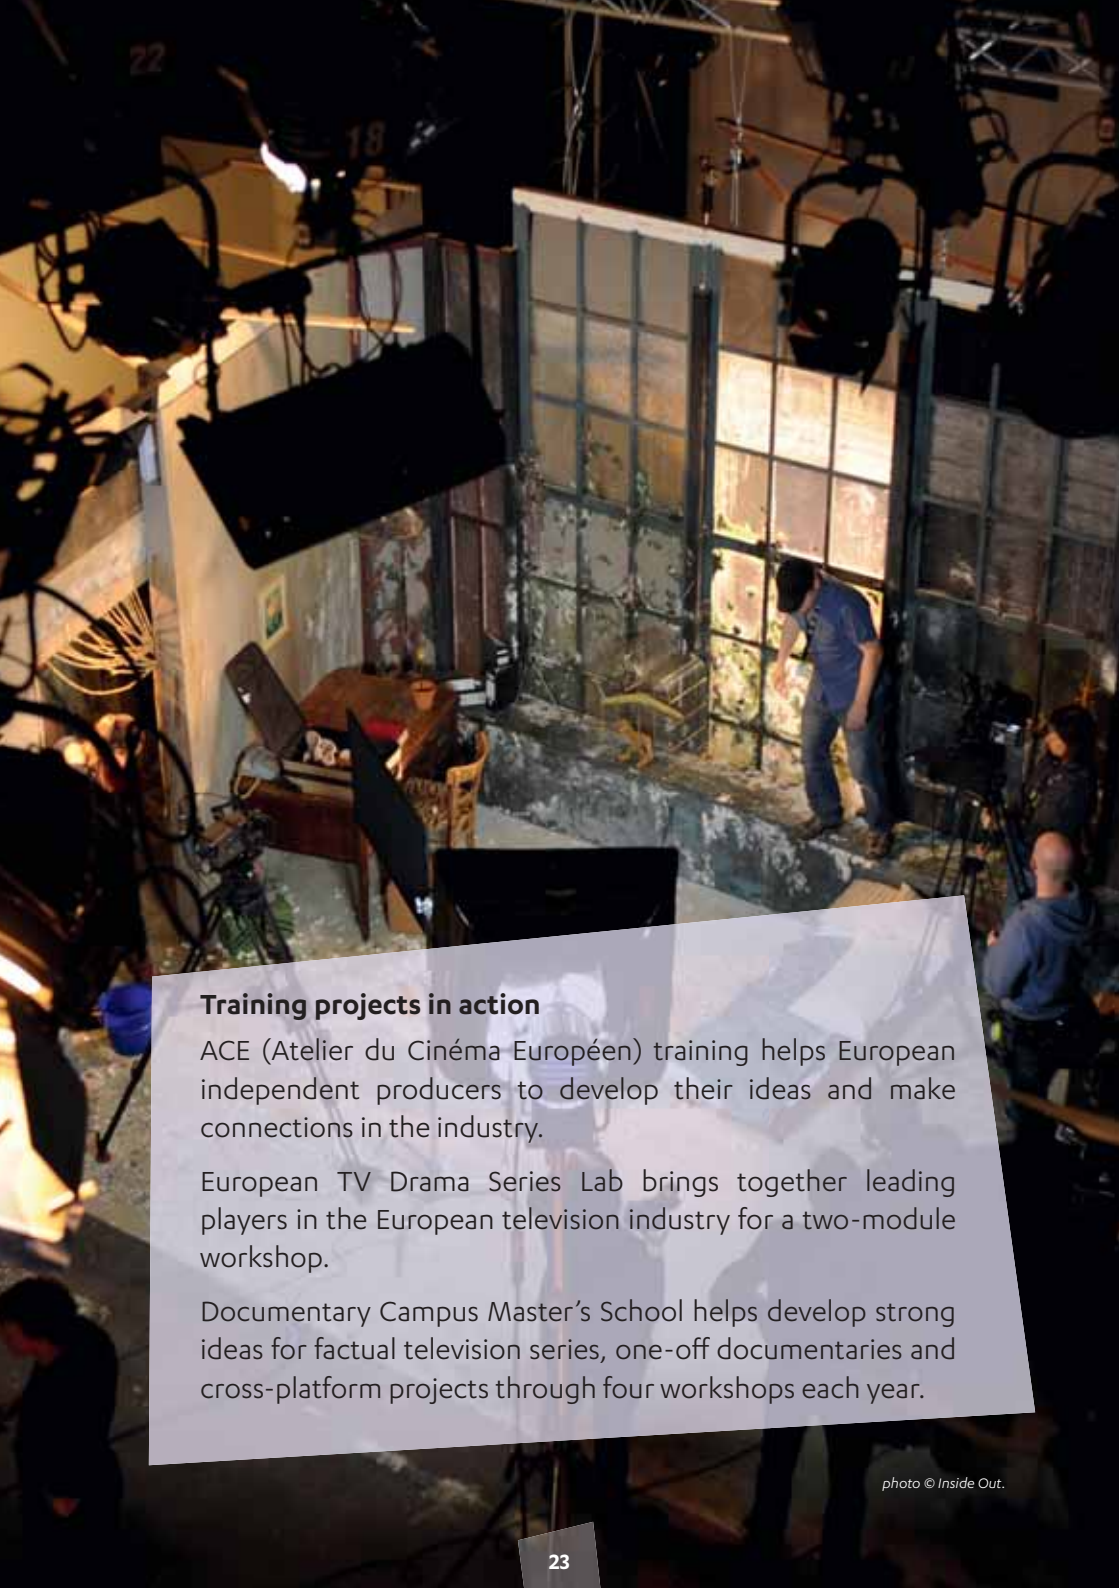 22
18
Training projects in action
ACE (Atelier du Cinéma Européen) training helps European
independent producers to develop their ideas and make
connections in the industry.
European TV Drama Series Lab brings together leading
players in the European television industry for a two-module
workshop.
Documentary Campus Master’s School helps develop strong
ideas for factual television series, one-off documentaries and
cross-platform projects through four workshops each year.
photo © Inside Out.
23